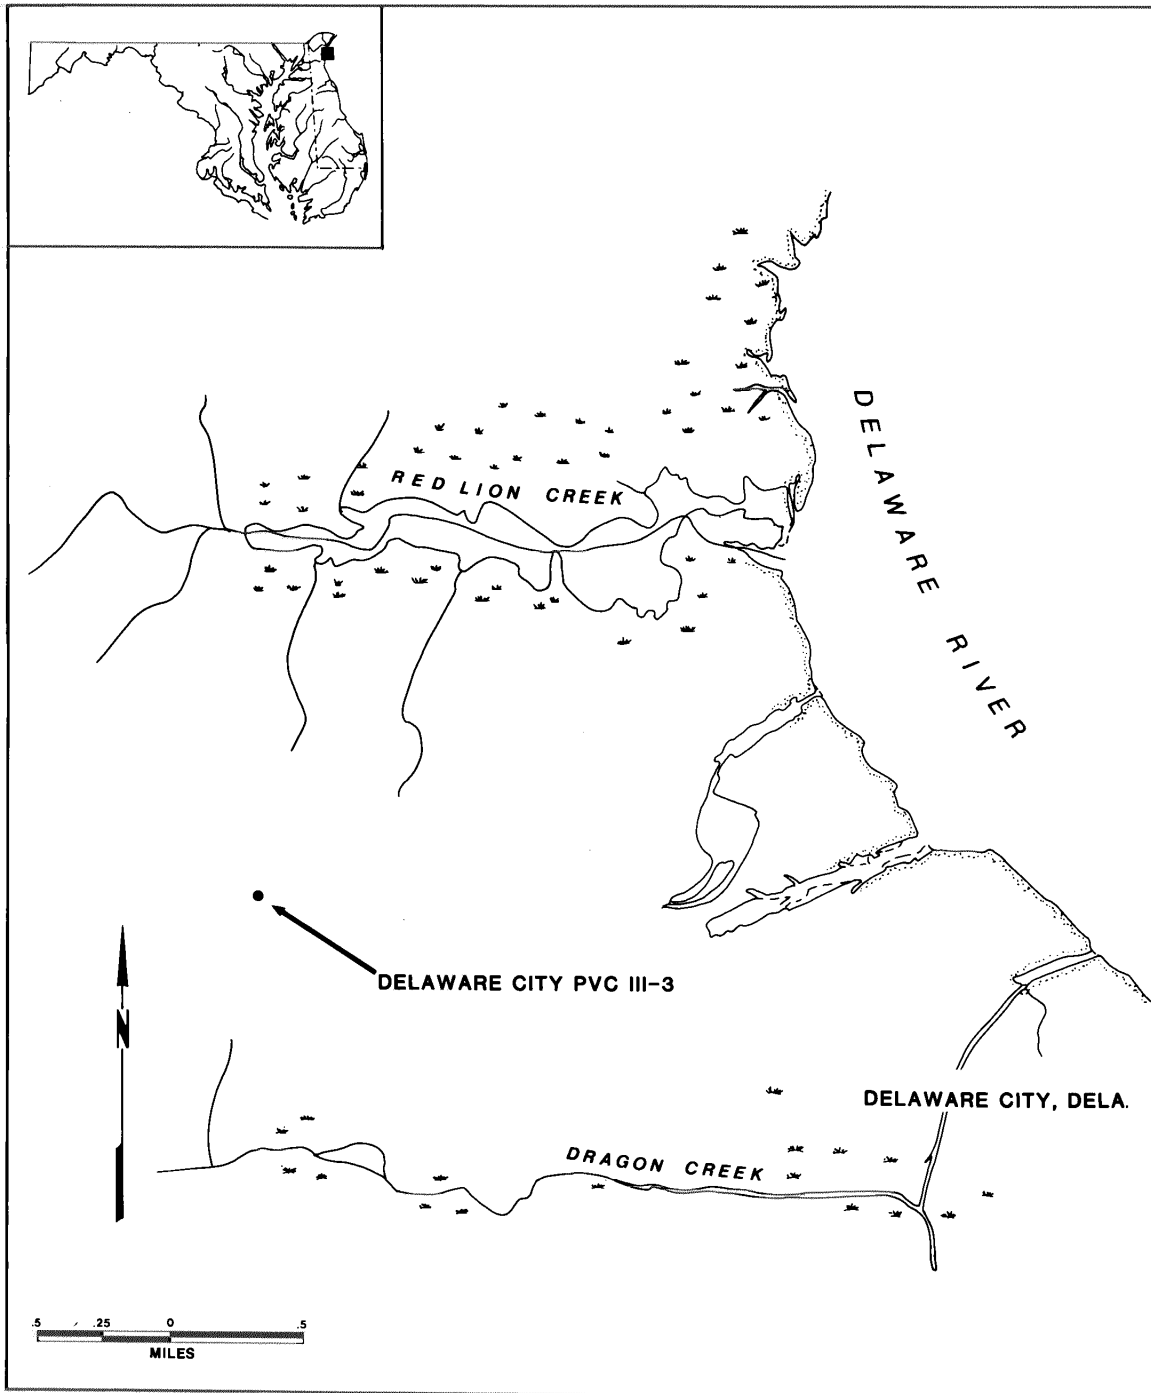 RED LION CREEK
DELAWARE RIVER
DELAWARE CITY PVC III-3
N
DELAWARE CITY, DELA.
DRAGON CREEK
.5 .25 0 .5
MILES